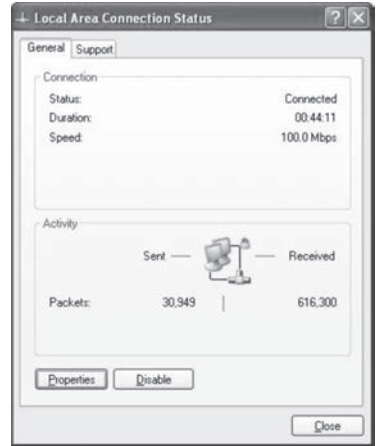 Local Area Connection Status
General Support
Connection
Status: Connected
Duration: 00:44:11
Speed: 100.0 Mbps
Activity
Sent Received
Packets: 30,949 616,300
Properties Disable
Close